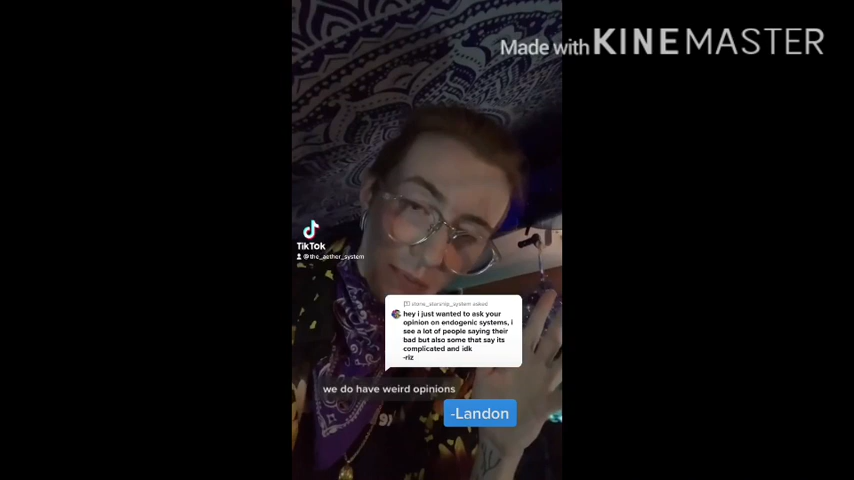 Made with KINEMASTER
TikTok
@the_aether_system
stone_starship_system asked
hey i just wanted to ask your
opinion on endogenic systems, i
see a lot of people saying their
bad but also some that say its
complicated and idk
-riz
we do have weird opinions
-Landon